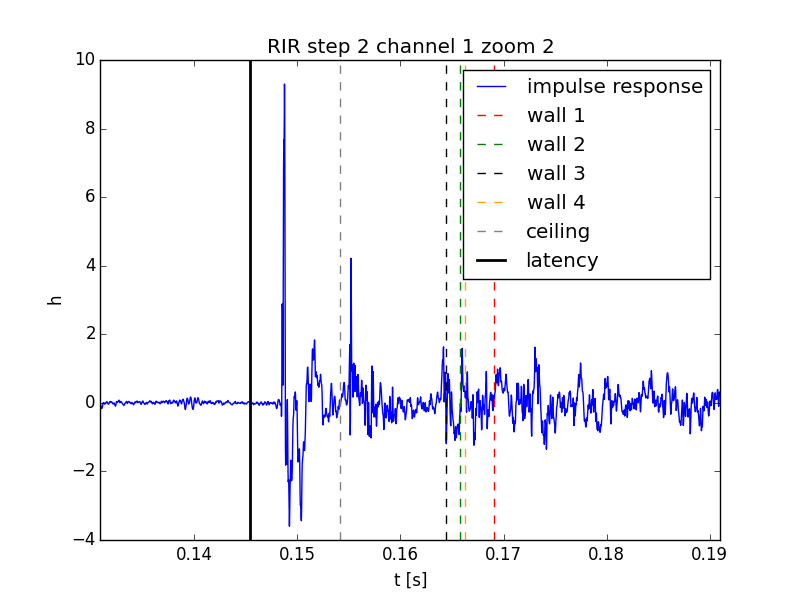 RIR step 2 channel 1 zoom 2
10
8
6
4
2
0
−2
−4
h
impulse response
wall 1
wall 2
wall 3
wall 4
ceiling
latency
0.14 0.15 0.16 0.17 0.18 0.19
t [s]